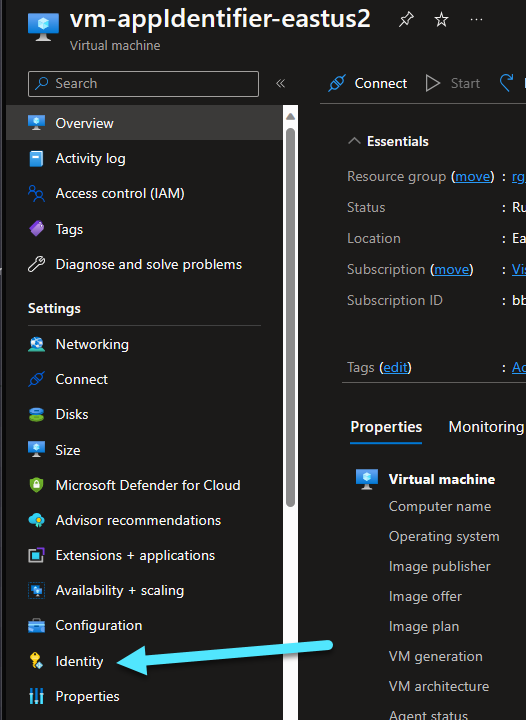 vm-appIdentifier-eastus2
Virtual machine
Search
Overview
Activity log
Access control (IAM)
Tags
Diagnose and solve problems
Settings
Networking
Connect
Disks
Size
Microsoft Defender for Cloud
Advisor recommendations
Extensions + applications
Availability + scaling
Configuration
Identity
Properties
Connect Start
Essentials
Resource group (move) : rg
Status : Ru
Location : Ea
Subscription (move) : Vis
Subscription ID : bb
Tags (edit) :
Properties Monitoring
Virtual machine
Computer name
Operating system
Image publisher
Image offer
Image plan
VM generation
VM architecture
Agent status